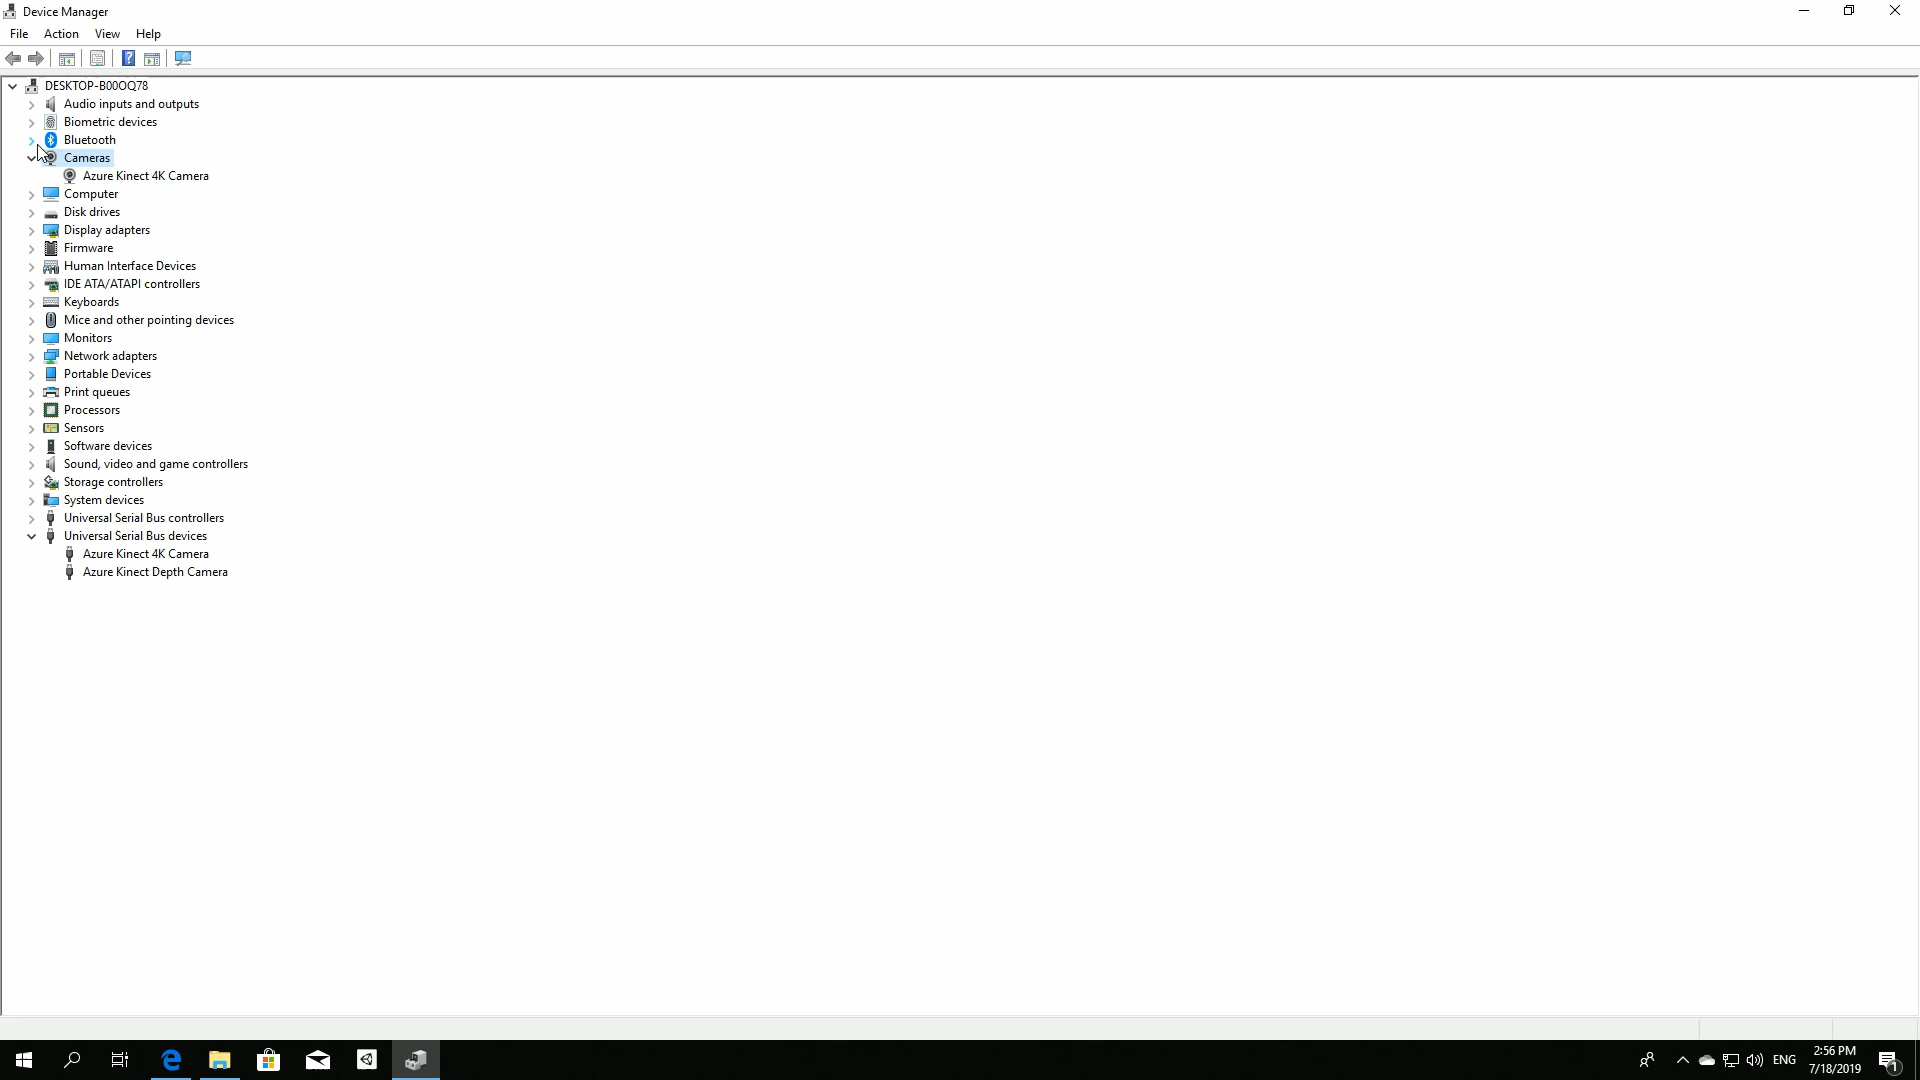 Device Manager
File Action View Help
DESKTOP-B00OQ78
Audio inputs and outputs
Biometric devices
Bluetooth
Cameras
Azure Kinect 4K Camera
Computer
Disk drives
Display adapters
Firmware
Human Interface Devices
IDE ATA/ATAPI controllers
Keyboards
Mice and other pointing devices
Monitors
Network adapters
Portable Devices
Print queues
Processors
Sensors
Software devices
Sound, video and game controllers
Storage controllers
System devices
Universal Serial Bus controllers
Universal Serial Bus devices
Azure Kinect 4K Camera
Azure Kinect Depth Camera
ENG
2:56 PM
7/18/2019
1